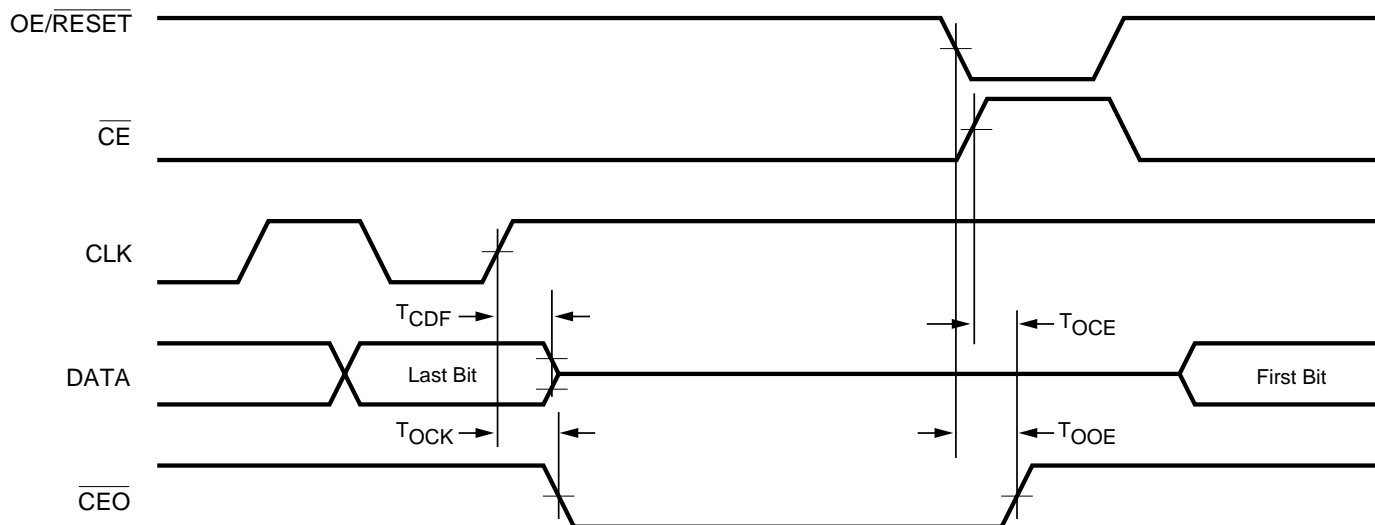 OE/RESET
CE
CLK
TCDF
TOCE
DATA
Last Bit
First Bit
TOCK
TOOE
CEO